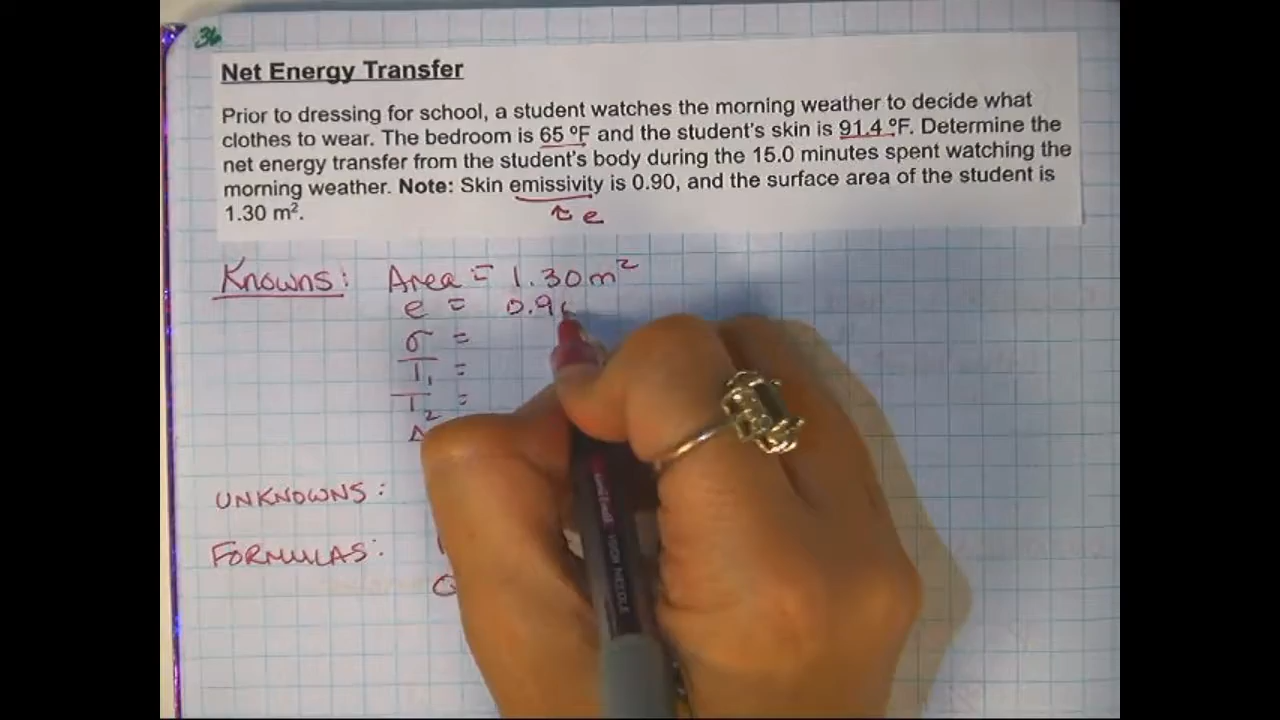 36
Net Energy Transfer
Prior to dressing for school, a student watches the morning weather to decide what
clothes to wear. The bedroom is 65 ºF and the student's skin is 91.4 ºF. Determine the
net energy transfer from the student's body during the 15.0 minutes spent watching the
morning weather. Note: Skin emissivity is 0.90, and the surface area of the student is
1.30 m².
e
Knowns: Area = 1.30 m²
e = 0.9
σ =
T₁ =
T₂ =
UNKNOWNS:
FORMULAS: